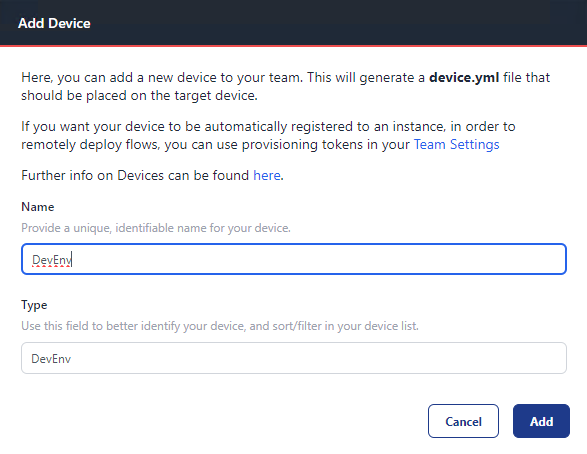 Add Device
Here, you can add a new device to your team. This will generate a device.yml file that
should be placed on the target device.
If you want your device to be automatically registered to an instance, in order to
remotely deploy flows, you can use provisioning tokens in your Team Settings
Further info on Devices can be found here.
Name
Provide a unique, identifiable name for your device.
DevEnv
Type
Use this field to better identify your device, and sort/filter in your device list.
DevEnv
Cancel
Add